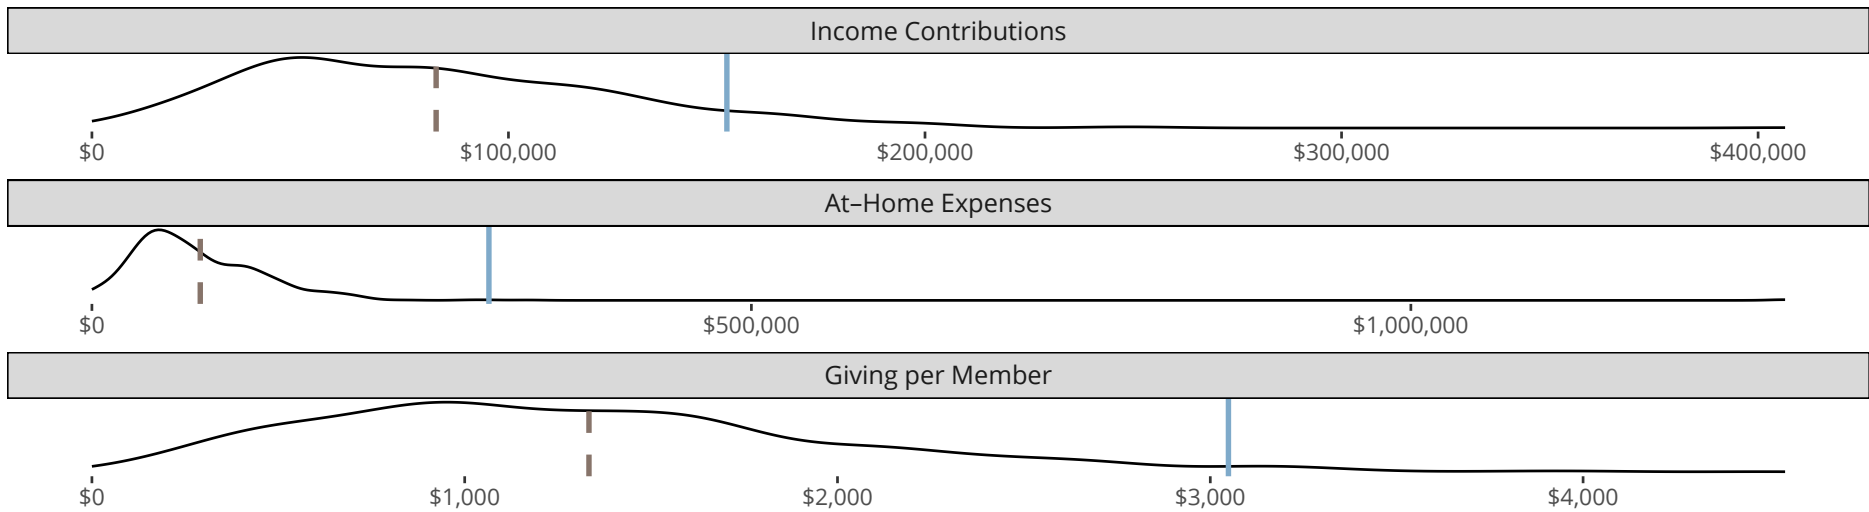 Income Contributions
$0 $100,000 $200,000 $300,000 $400,000
At–Home Expenses
$0 $500,000 $1,000,000
Giving per Member
$0 $1,000 $2,000 $3,000 $4,000